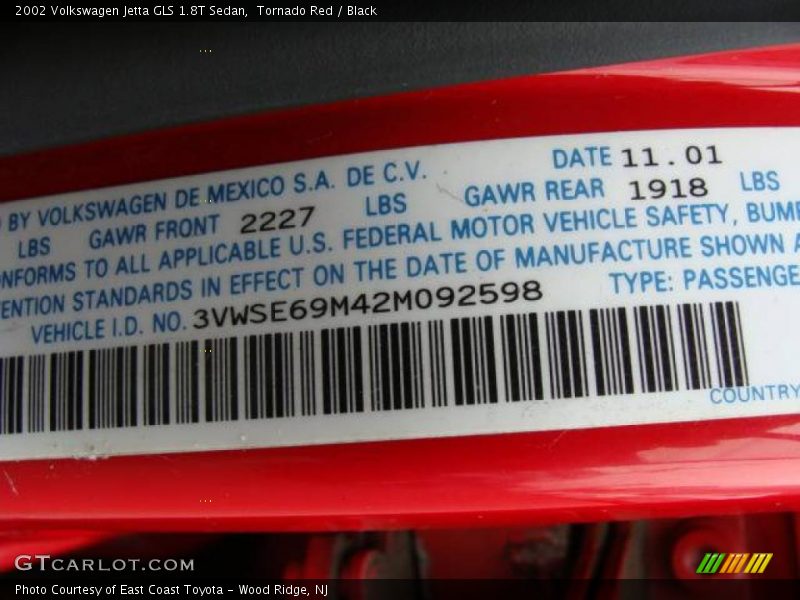 2002 Volkswagen Jetta GLS 1.8T Sedan,  Tornado Red / Black
BY VOLKSWAGEN DE MEXICO S.A. DE C.V. DATE 11.01
LBS GAWR FRONT 2227 LBS GAWR REAR 1918 LBS
ONFORMS TO ALL APPLICABLE U.S. FEDERAL MOTOR VEHICLE SAFETY, BUMP
ENTION STANDARDS IN EFFECT ON THE DATE OF MANUFACTURE SHOWN A
VEHICLE I.D. NO. 3VWSE69M42M092598 TYPE: PASSENGE
COUNTRY
GTCARLOT.COM
Photo Courtesy of East Coast Toyota - Wood Ridge, NJ